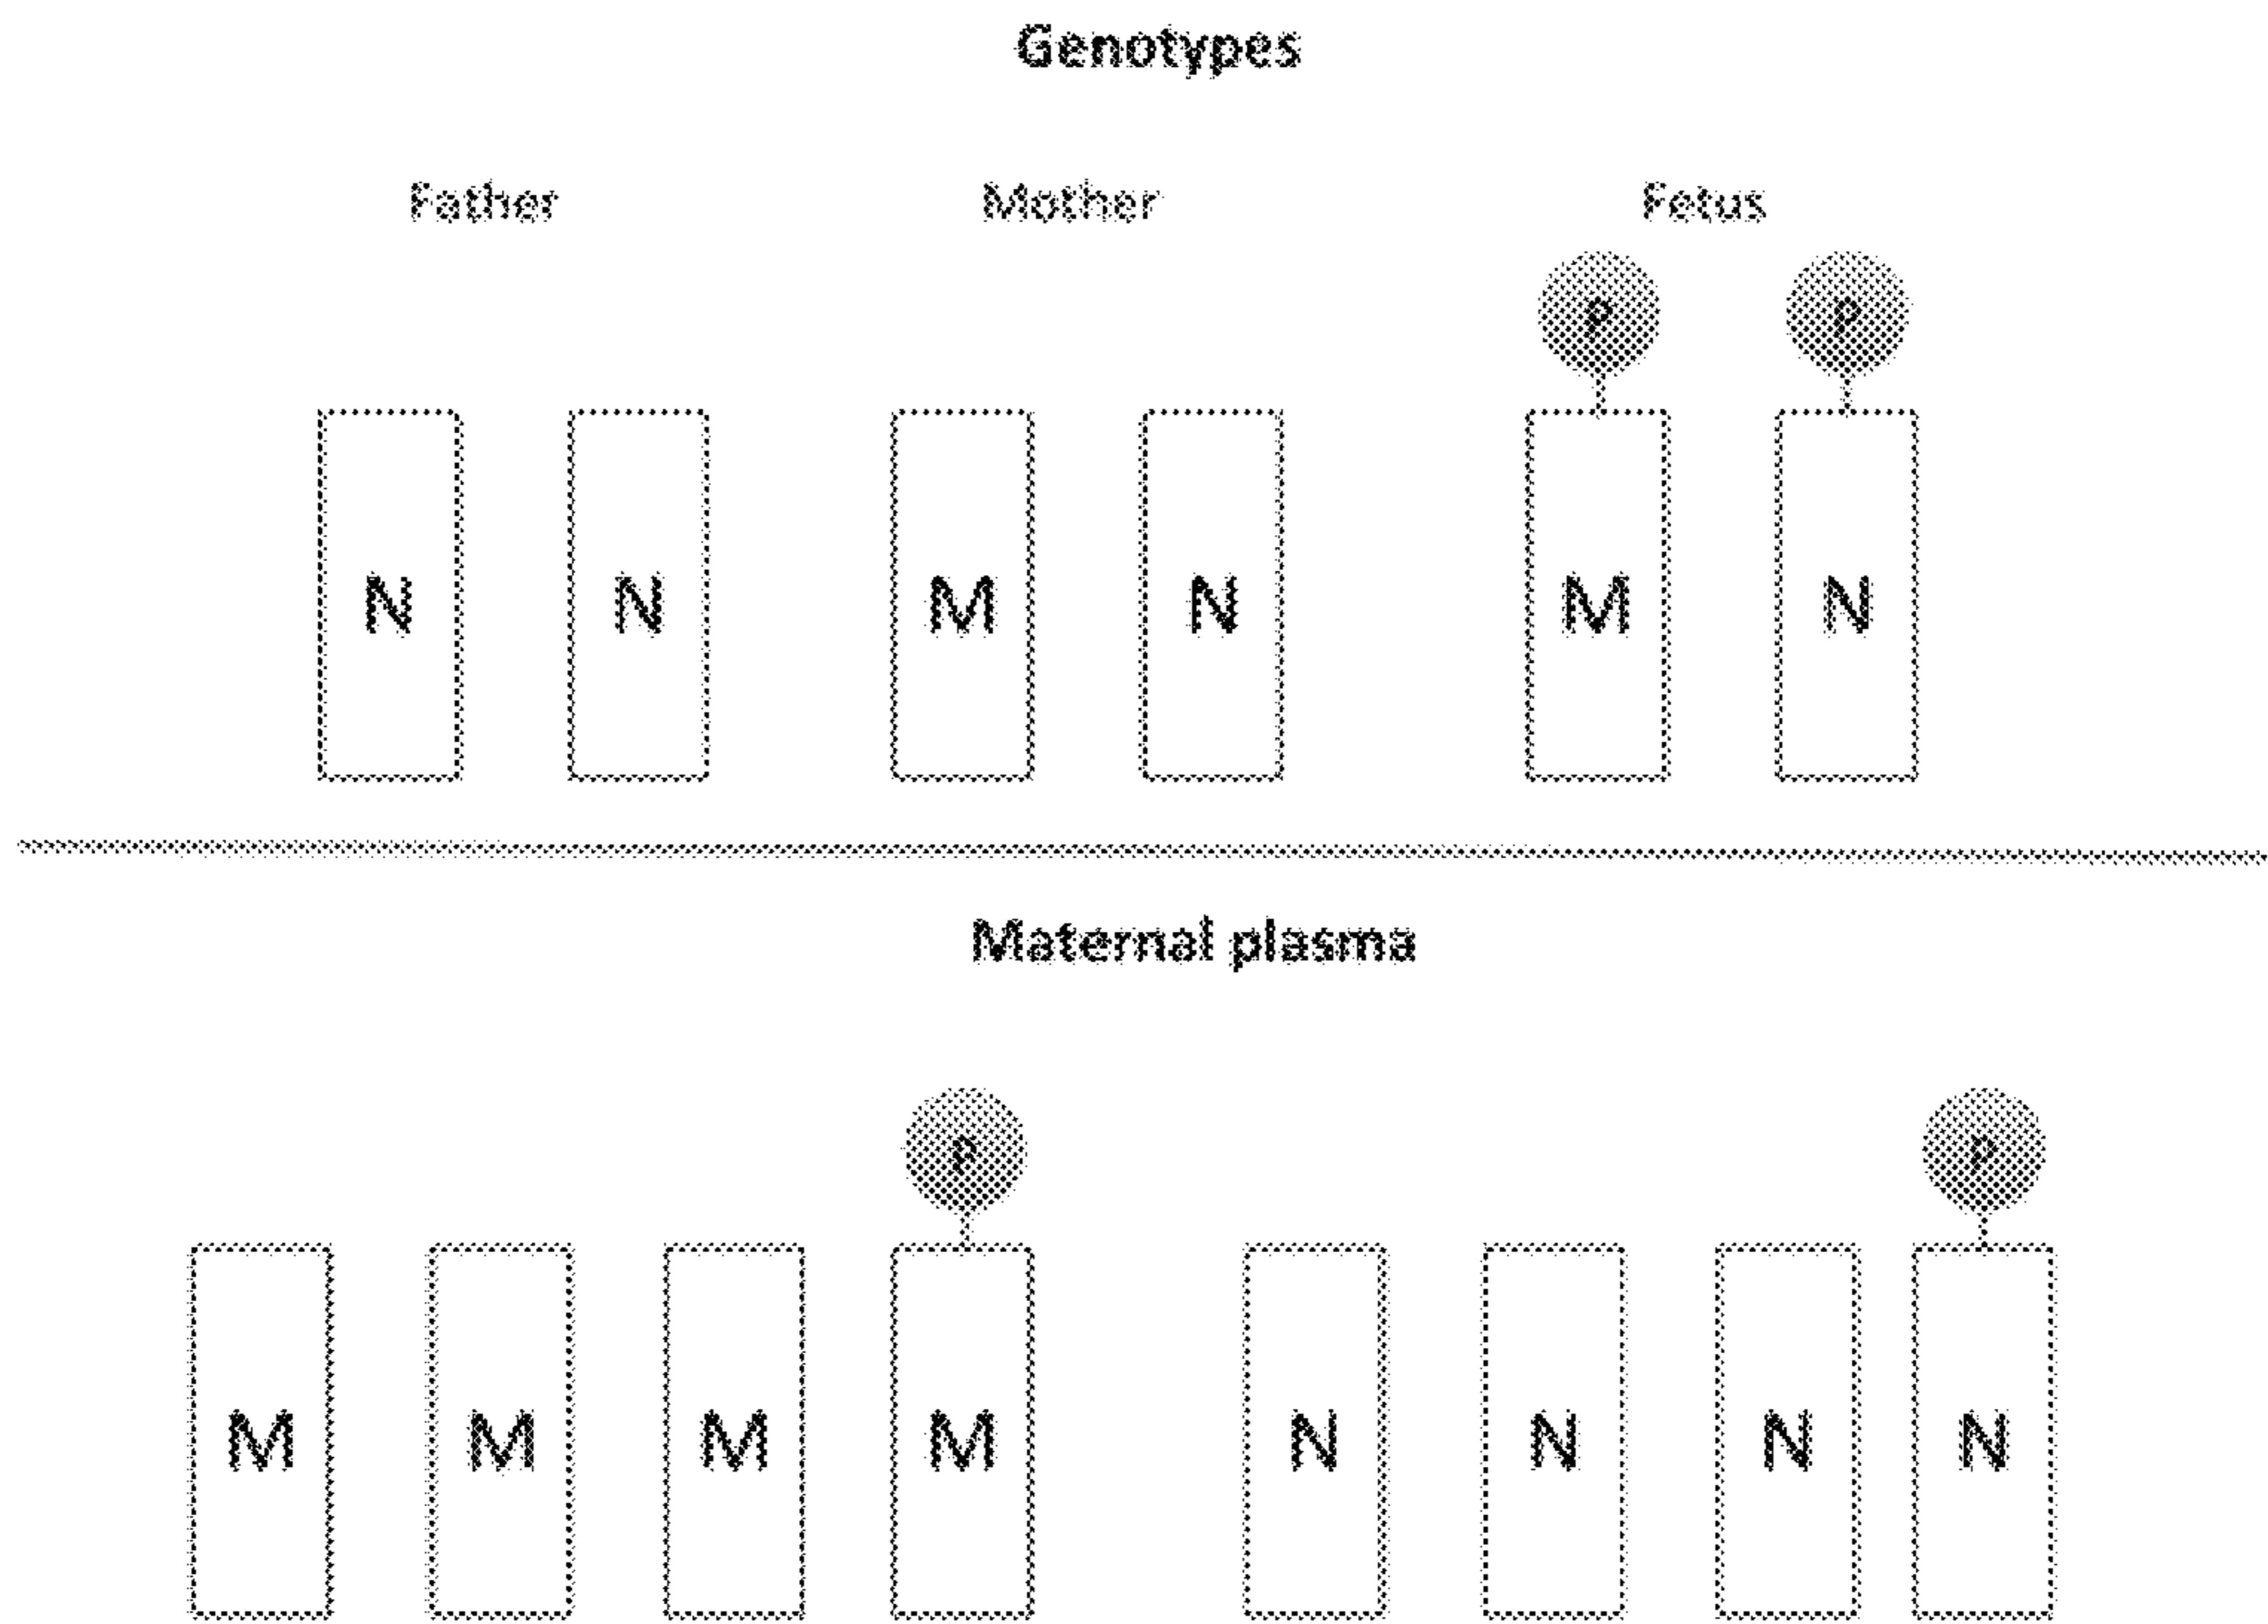 Genotypes
Father Mother Fetus
P P
N N M N M N
Maternal plasma
P P
M M M M N N N N